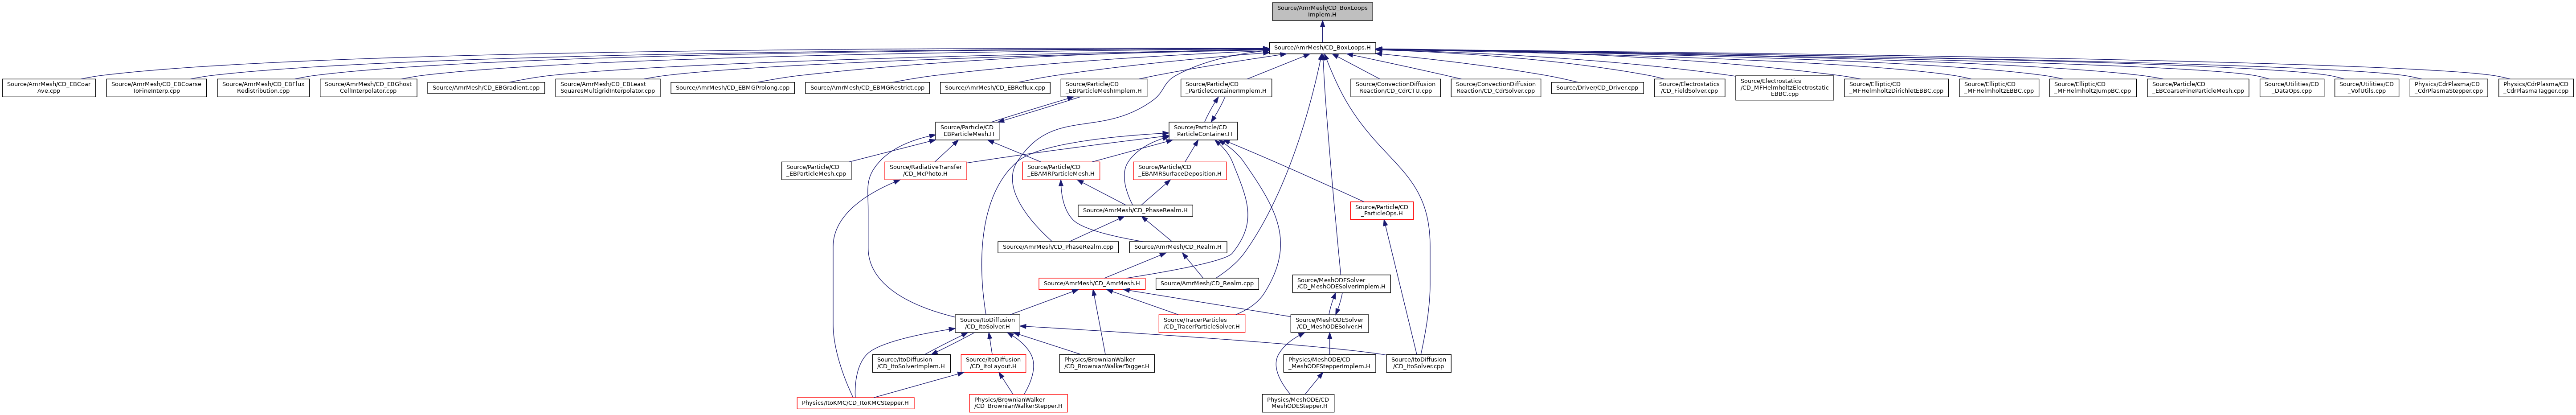 Source/AmrMesh/CD_BoxLoops
Implem.H
Source/AmrMesh/CD_BoxLoops.H
Source/AmrMesh/CD_EBCoar
Ave.cpp
Source/AmrMesh/CD_EBCoarse
ToFineInterp.cpp
Source/AmrMesh/CD_EBFlux
Redistribution.cpp
Source/AmrMesh/CD_EBGhost
CellInterpolator.cpp
Source/AmrMesh/CD_EBGradient.cpp
Source/AmrMesh/CD_EBLeast
SquaresMultigridInterpolator.cpp
Source/AmrMesh/CD_EBMGProlong.cpp
Source/AmrMesh/CD_EBMGRestrict.cpp
Source/AmrMesh/CD_EBReflux.cpp
Source/Particle/CD
_EBParticleMeshImplem.H
Source/Particle/CD
_ParticleContainerImplem.H
Source/ConvectionDiffusion
Reaction/CD_CdrCTU.cpp
Source/ConvectionDiffusion
Reaction/CD_CdrSolver.cpp
Source/Driver/CD_Driver.cpp
Source/Electrostatics
/CD_FieldSolver.cpp
Source/Electrostatics
/CD_MFHelmholtzElectrostatic
EBBC.cpp
Source/Elliptic/CD
_MFHelmholtzDirichletEBBC.cpp
Source/Elliptic/CD
_MFHelmholtzEBBC.cpp
Source/Elliptic/CD
_MFHelmholtzJumpBC.cpp
Source/Particle/CD
_EBCoarseFineParticleMesh.cpp
Source/Utilities/CD
_DataOps.cpp
Source/Utilities/CD
_VofUtils.cpp
Physics/CdrPlasma/CD
_CdrPlasmaStepper.cpp
Physics/CdrPlasma/CD
_CdrPlasmaTagger.cpp
Source/Particle/CD
_EBParticleMesh.H
Source/Particle/CD
_ParticleContainer.H
Source/Particle/CD
_EBParticleMesh.cpp
Source/RadiativeTransfer
/CD_McPhoto.H
Source/Particle/CD
_EBAMRParticleMesh.H
Source/Particle/CD
_EBAMRSurfaceDeposition.H
Source/AmrMesh/CD_PhaseRealm.H
Source/Particle/CD
_ParticleOps.H
Source/AmrMesh/CD_PhaseRealm.cpp
Source/AmrMesh/CD_Realm.H
Source/AmrMesh/CD_AmrMesh.H
Source/AmrMesh/CD_Realm.cpp
Source/MeshODESolver
/CD_MeshODESolverImplem.H
Source/ItoDiffusion
/CD_ItoSolver.H
Source/TracerParticles
/CD_TracerParticleSolver.H
Source/MeshODESolver
/CD_MeshODESolver.H
Source/ItoDiffusion
/CD_ItoSolverImplem.H
Source/ItoDiffusion
/CD_ItoLayout.H
Physics/BrownianWalker
/CD_BrownianWalkerTagger.H
Physics/MeshODE/CD
_MeshODEStepperImplem.H
Source/ItoDiffusion
/CD_ItoSolver.cpp
Physics/ItoKMC/CD_ItoKMCStepper.H
Physics/BrownianWalker
/CD_BrownianWalkerStepper.H
Physics/MeshODE/CD
_MeshODEStepper.H